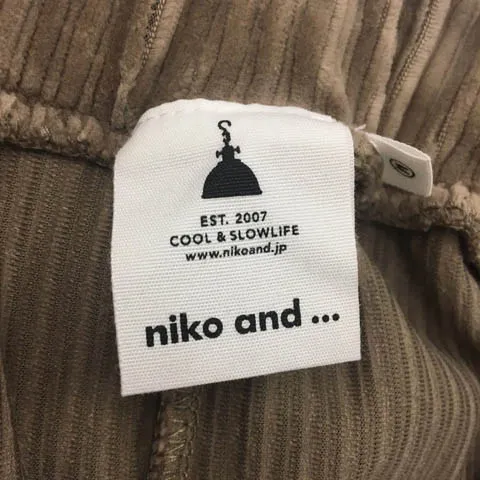 EST. 2007
COOL & SLOWLIFE
www.nikoand.jp
niko and ...